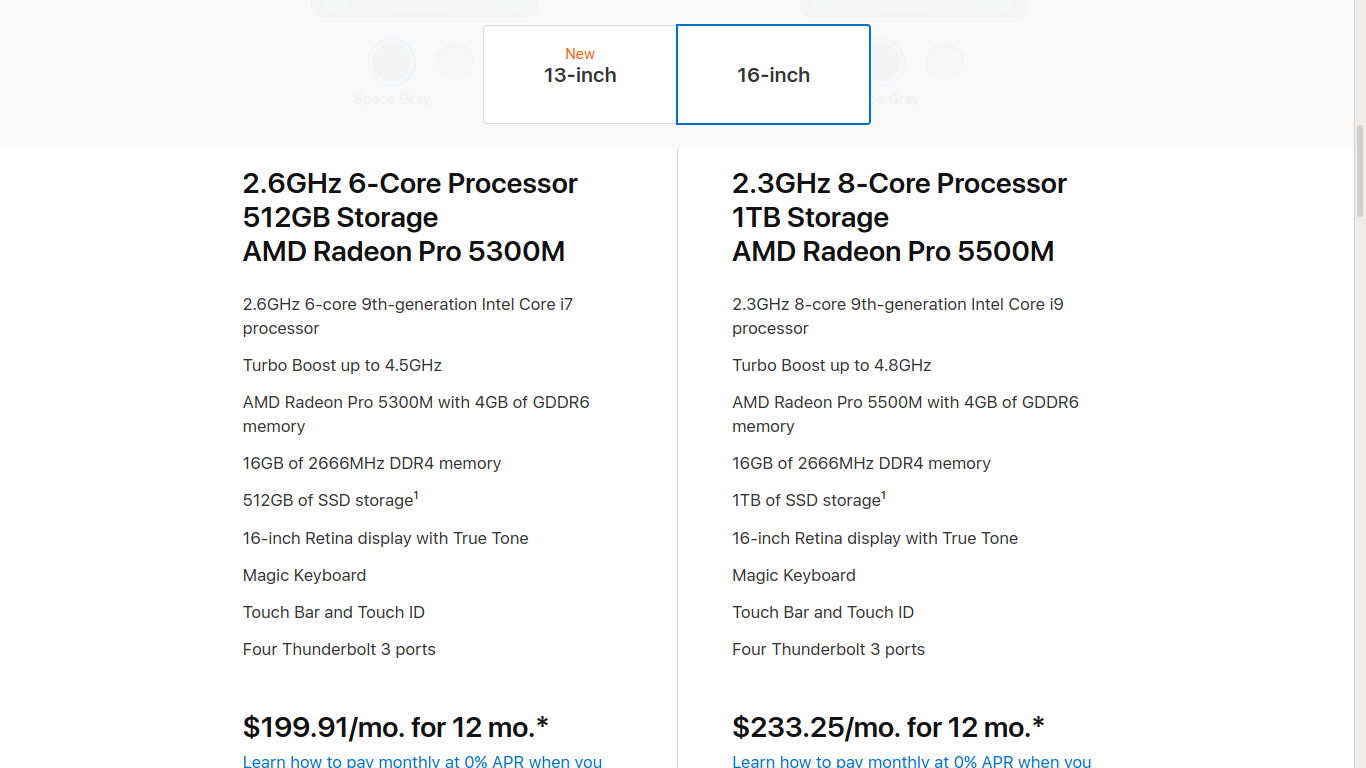 New
13-inch
16-inch
Space Gray
ce Gray
2.6GHz 6-Core Processor
512GB Storage
AMD Radeon Pro 5300M
2.6GHz 6-core 9th-generation Intel Core i7
processor
Turbo Boost up to 4.5GHz
AMD Radeon Pro 5300M with 4GB of GDDR6
memory
16GB of 2666MHz DDR4 memory
512GB of SSD storage¹
16-inch Retina display with True Tone
Magic Keyboard
Touch Bar and Touch ID
Four Thunderbolt 3 ports
$199.91/mo. for 12 mo.*
Learn how to pay monthly at 0% APR when you
2.3GHz 8-Core Processor
1TB Storage
AMD Radeon Pro 5500M
2.3GHz 8-core 9th-generation Intel Core i9
processor
Turbo Boost up to 4.8GHz
AMD Radeon Pro 5500M with 4GB of GDDR6
memory
16GB of 2666MHz DDR4 memory
1TB of SSD storage¹
16-inch Retina display with True Tone
Magic Keyboard
Touch Bar and Touch ID
Four Thunderbolt 3 ports
$233.25/mo. for 12 mo.*
Learn how to pay monthly at 0% APR when you